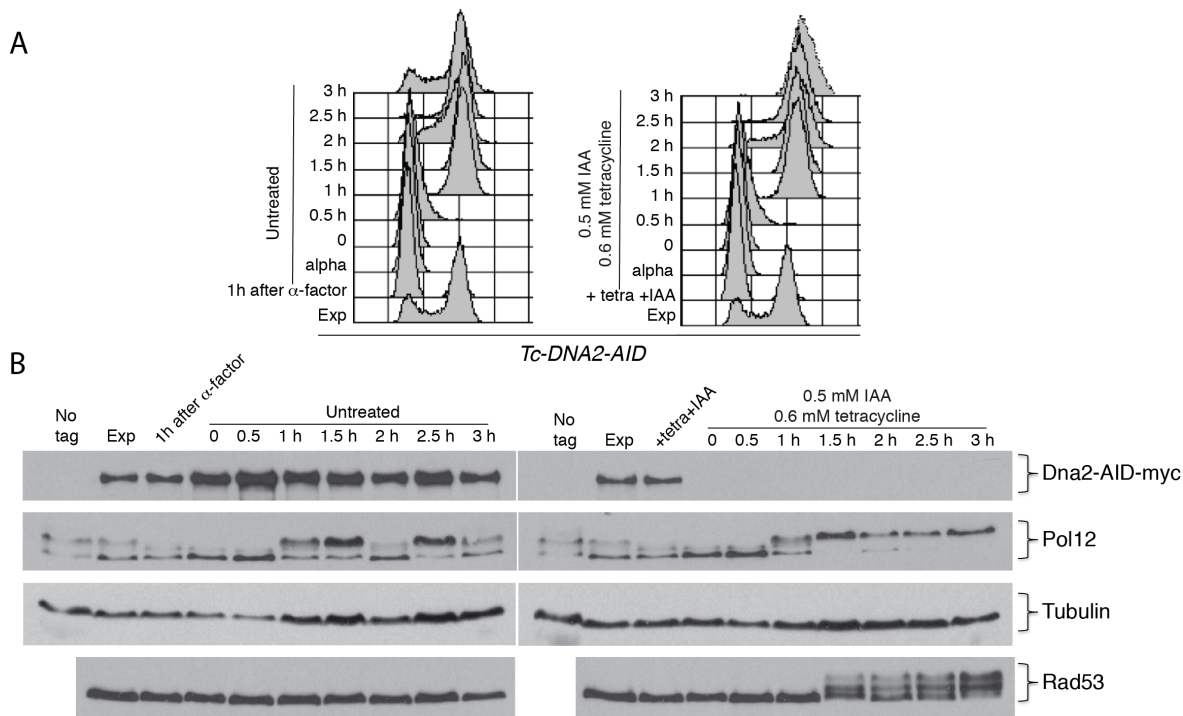 A
Untreated
3 h
2.5 h
2 h
1.5 h
1 h
0.5 h
0
alpha
1h after α-factor
Exp
0.5 mM IAA
0.6 mM tetracycline
3 h
2.5 h
2 h
1.5 h
1 h
0.5 h
0
alpha
+ tetra +IAA
Exp
Tc-DNA2-AID
B
No tag
Exp
1h after α-factor
Untreated
0 0.5 1 h 1.5 h 2 h 2.5 h 3 h
No tag
Exp
+tetra+IAA
0.5 mM IAA
0.6 mM tetracycline
0 0.5 1 h 1.5 h 2 h 2.5 h 3 h
Dna2-AID-myc
Pol12
Tubulin
Rad53